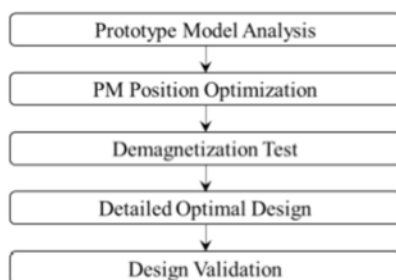 Prototype Model Analysis
PM Position Optimization
Demagnetization Test
Detailed Optimal Design
Design Validation